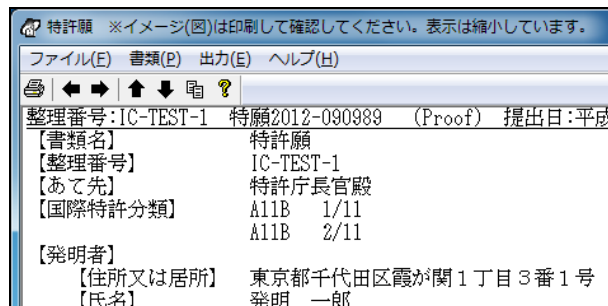 特許願 ※イメージ(図)は印刷して確認してください。表示は縮小しています。
ファイル(F) 書類(P) 出力(E) ヘルプ(H)
整理番号:IC-TEST-1 特願2012-090989 (Proof) 提出日:平成
【書類名】 特許願
【整理番号】 IC-TEST-1
【あて先】 特許庁長官殿
【国際特許分類】 A11B 1/11
A11B 2/11
【発明者】
【住所又は居所】 東京都千代田区霞が関1丁目3番1号
【氏名】 発明 一郎